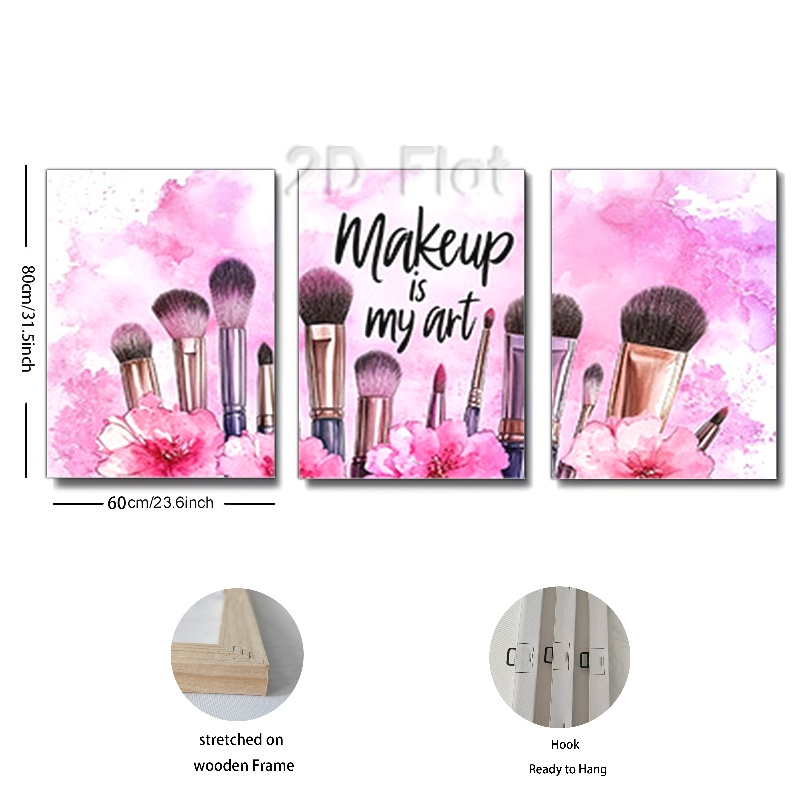 2D Flat
Makeup
is
my art
80cm/31.5inch
60cm/23.6inch
stretched on
wooden Frame
Hook
Ready to Hang